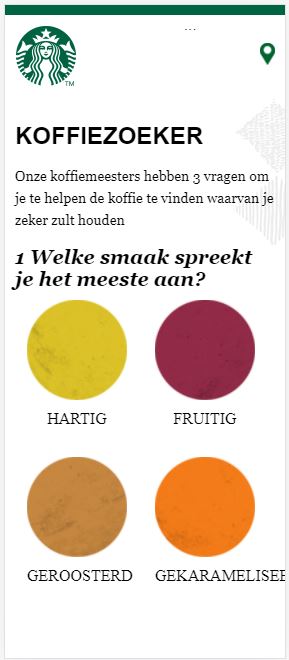 ...
TM
KOFFIEZOEKER
Onze koffiemeesters hebben 3 vragen om
je te helpen de koffie te vinden waarvan je
zeker zult houden
1 Welke smaak spreekt
je het meeste aan?
HARTIG FRUITIG
GEROOSTERD GEKARAMELISEE